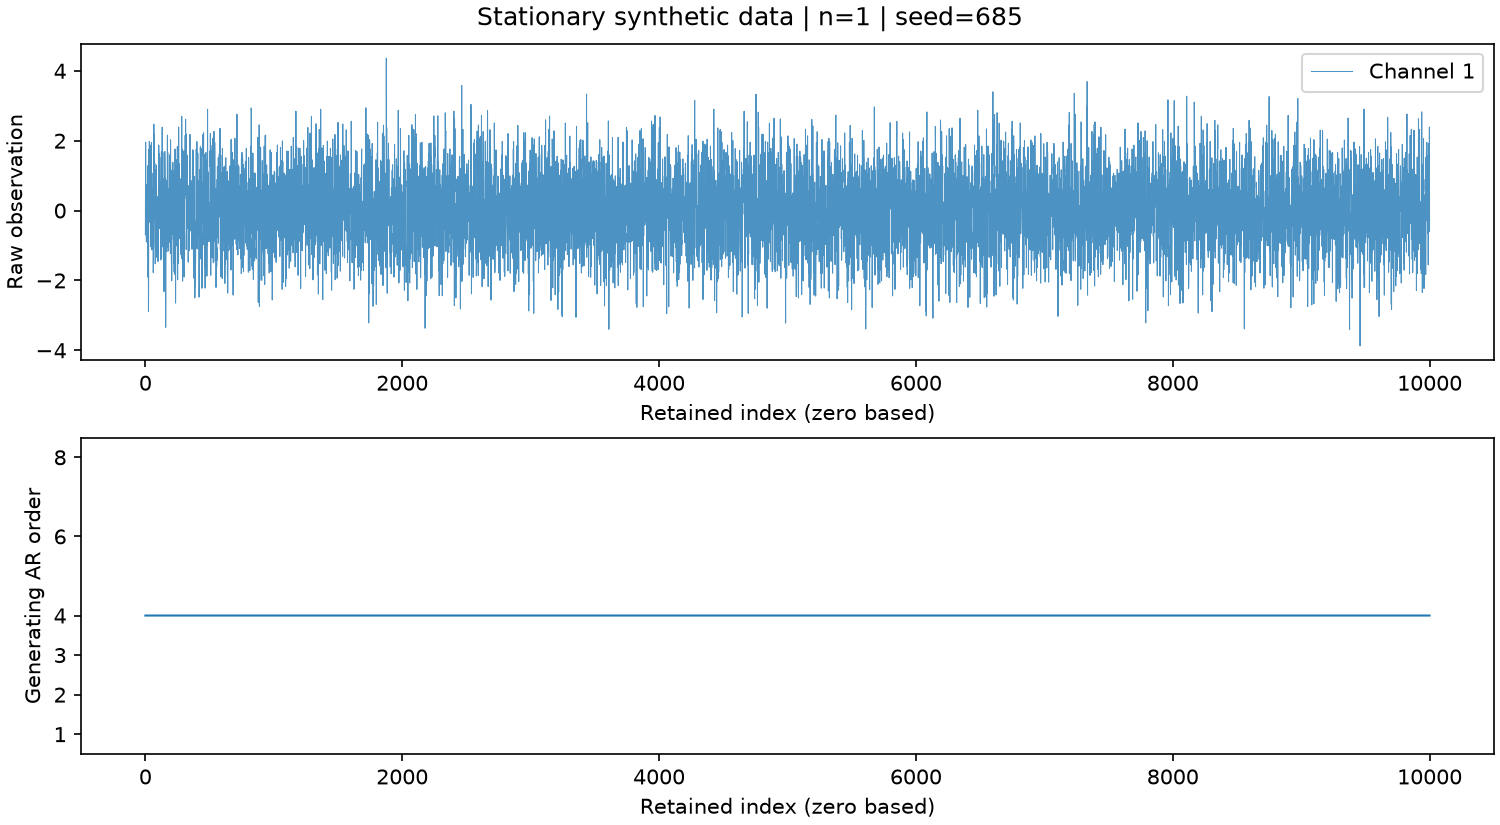 Stationary synthetic data | n=1 | seed=685
Raw observation
4
2
0
−2
−4
Channel 1
0 2000 4000 6000 8000 10000
Retained index (zero based)
Generating AR order
8
6
4
3
2
1
0 2000 4000 6000 8000 10000
Retained index (zero based)